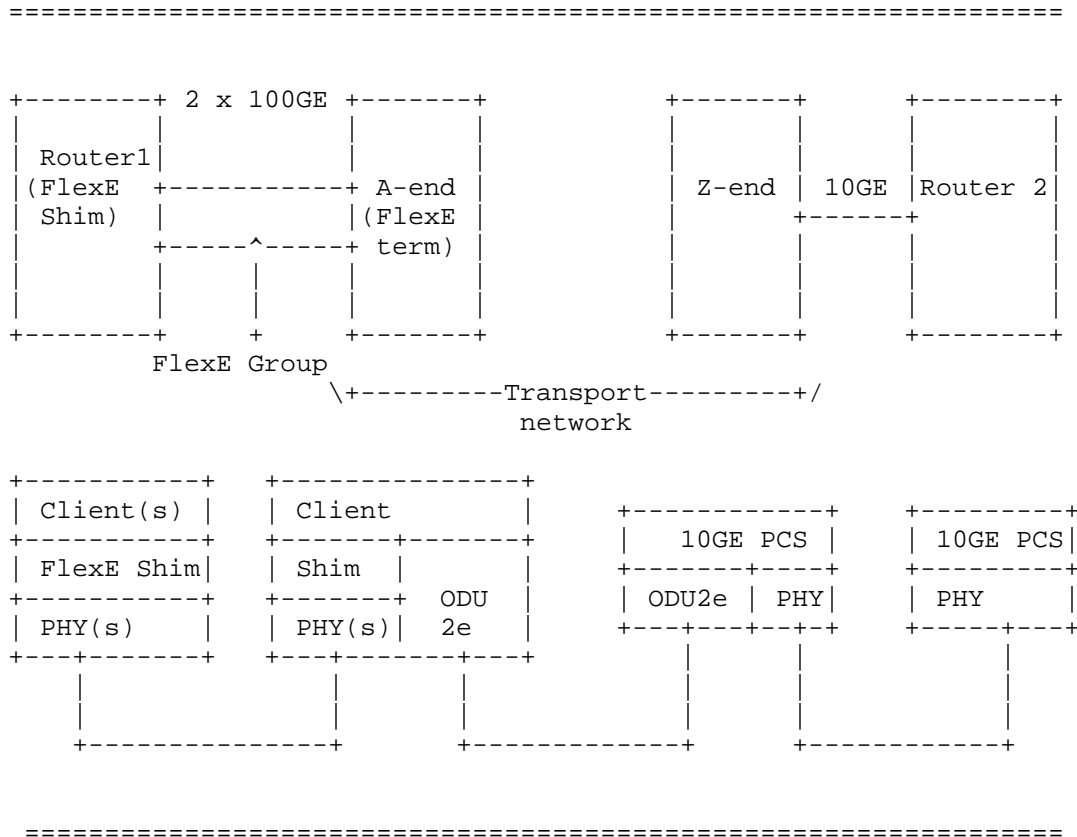 2 x 100GE
Router1
(FlexE A-end Z-end 10GE Router 2
Shim) (FlexE
term)
FlexE Group
Transport
network
Client(s) Client
10GE PCS 10GE PCS
FlexE Shim Shim
ODU ODU2e PHY PHY
PHY(s) PHY(s) 2e